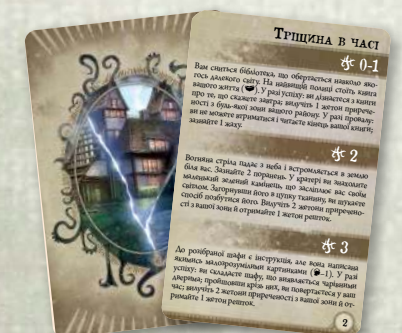 Тріщина в часі
0-1
Вам сниться бібліотека, що обертається навколо яко-
гось далекого світу. На найвищій полиці стоїть книга
вашого життя ( ). У разі успіху: ви дізнаєтеся з книги
про те, що скаже завтра; вилучіть 1 жетон приречено-
ності з будь-якої зони вашого району. У разі провалу:
ви не можете втриматися і читаєте кінець вашої книги;
зазнайте 1 жаху.
2
Вогняна стріла падає з неба і встромляється в землю
біля вас. Зазнайте 2 поранень. У кратері ви знаходите
маленький зелений камінець, що засліплює вас своїм
світлом. Загорнувши його в цупку тканину, ви шукаєте
спосіб позбутися його. Вилучіть 2 жетони приречено-
сті з вашої зони й отримайте 1 жетон решток.
3
До розібраної шафи є інструкція, але вона написана
якимись малозрозумілими картинками ( -1). У разі
успіху: ви складаєте шафу, що виявляється чарівними
дверима; пройшовши крізь них, ви повертаєтеся у ваш
час; вилучіть 2 жетони приреченості з вашої зони й от-
римайте 1 жетон решток.
2